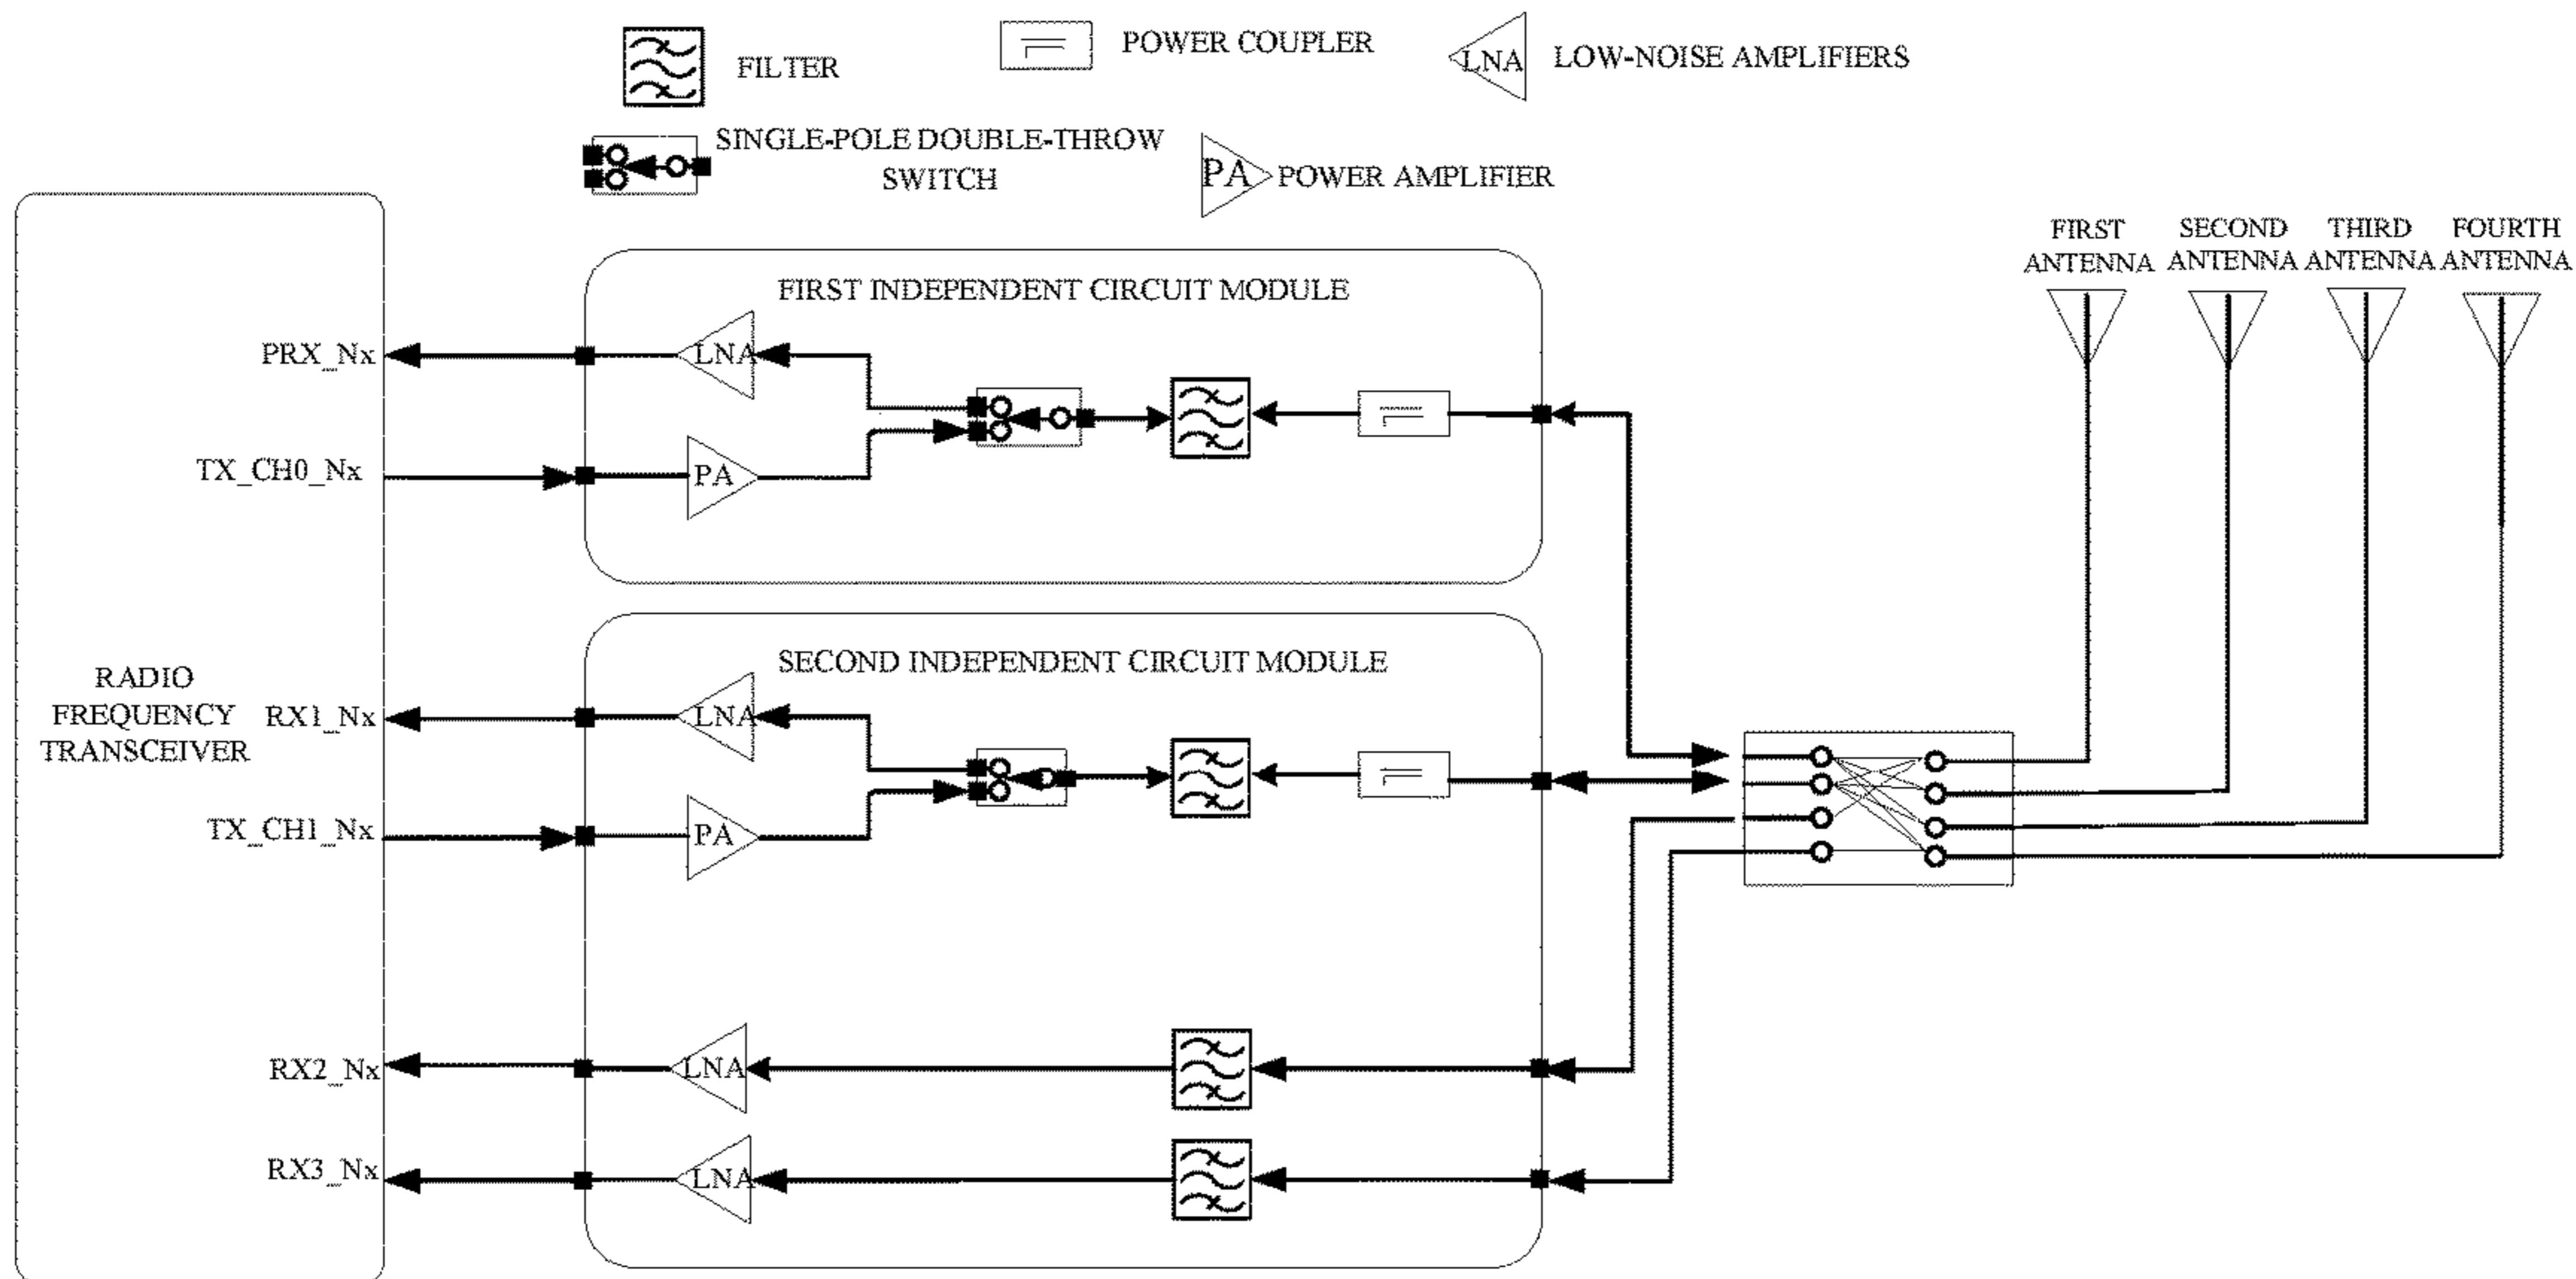 FILTER
POWER COUPLER
LNA
LOW-NOISE AMPLIFIERS
SINGLE-POLE DOUBLE-THROW
SWITCH
PA
POWER AMPLIFIER
FIRST
ANTENNA
SECOND
ANTENNA
THIRD
ANTENNA
FOURTH
ANTENNA
FIRST INDEPENDENT CIRCUIT MODULE
PRX_Nx
LNA
TX_CH0_Nx
PA
SECOND INDEPENDENT CIRCUIT MODULE
RADIO
FREQUENCY
TRANSCEIVER
RX1_Nx
LNA
TX_CH1_Nx
PA
RX2_Nx
LNA
RX3_Nx
LNA